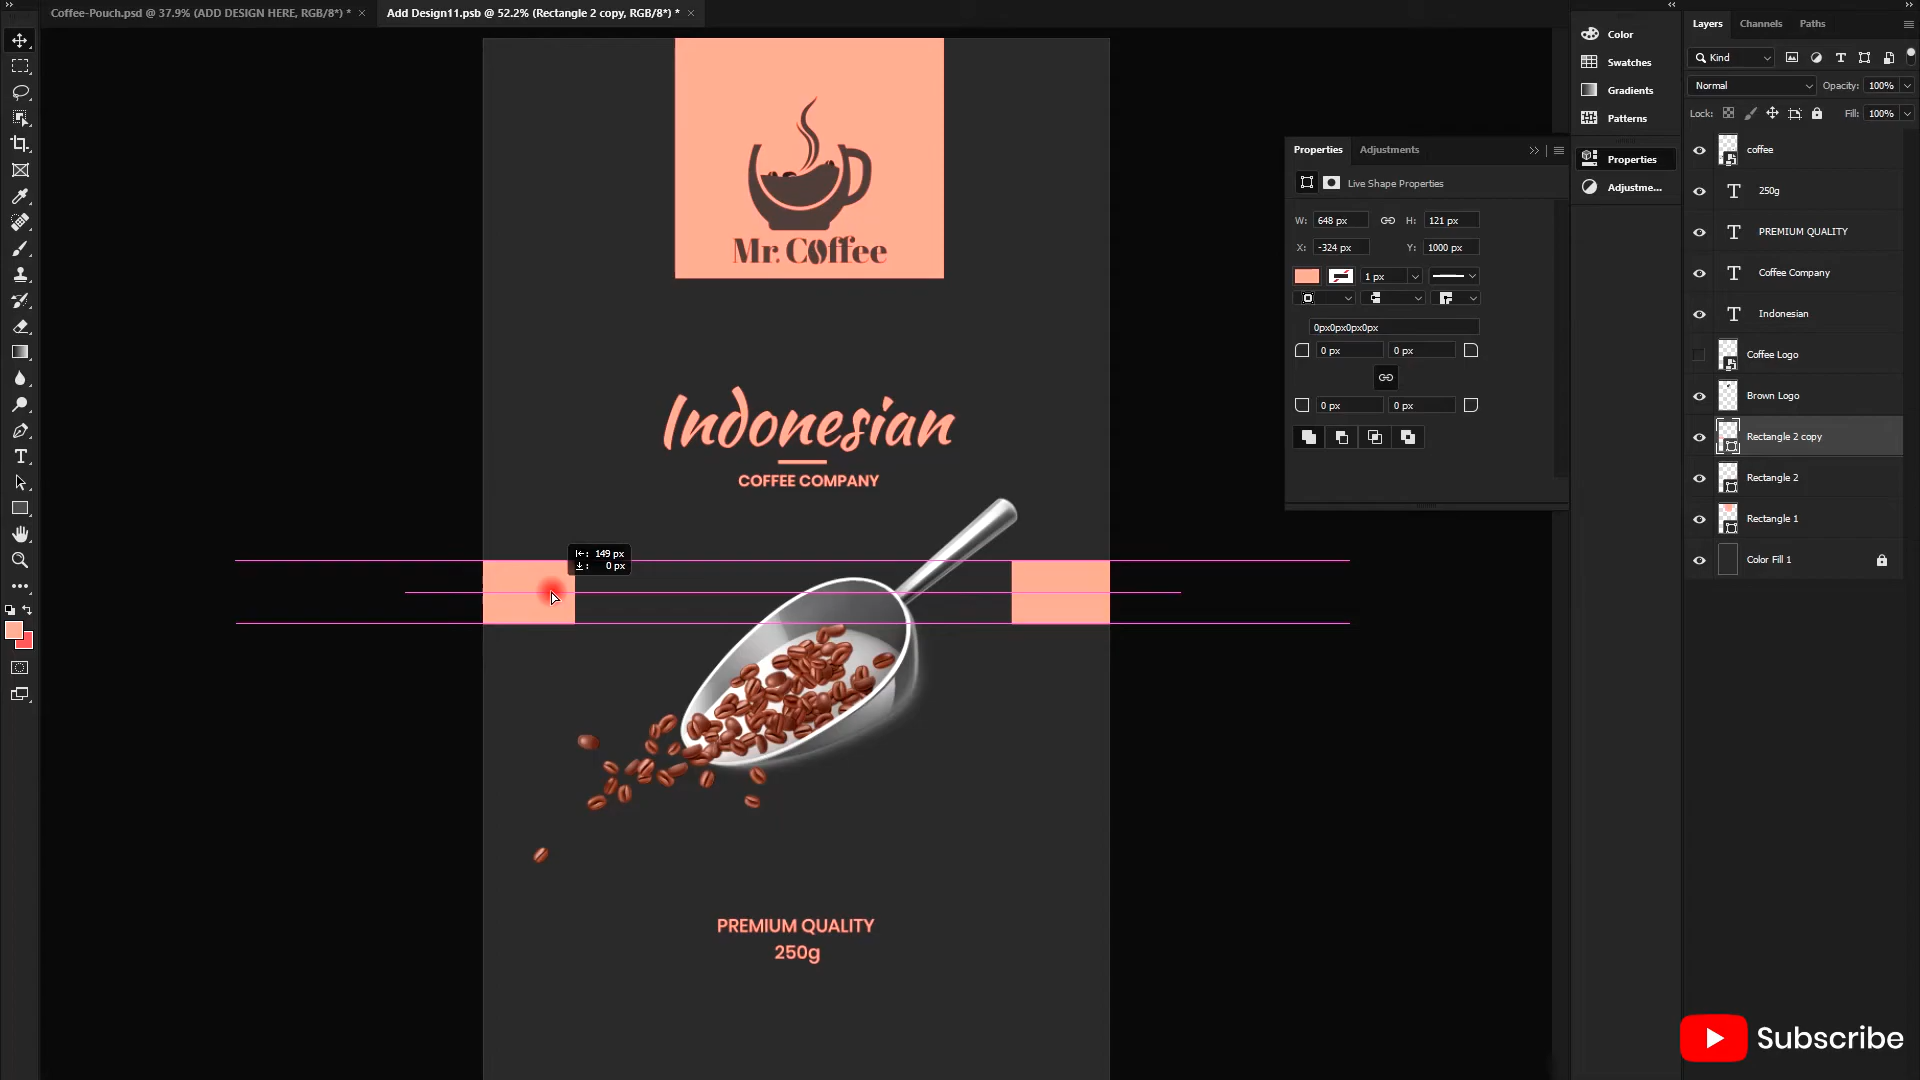 Coffee-Pouch.psd @ 37.9% (ADD DESIGN HERE, RGB/8*) *
Add Design11.psb @ 52.2% (Rectangle 2 copy, RGB/8*) *
Mr. Coffee
Indonesian
COFFEE COMPANY
149 px
0 px
PREMIUM QUALITY
250g
Properties
Adjustments
Live Shape Properties
W: 648 px H: 121 px
X: -324 px Y: 1000 px
1 px
0px0px0px0px
0 px 0 px
0 px 0 px
Color
Swatches
Gradients
Patterns
Properties
Adjustme...
Layers Channels Paths
Kind
Normal Opacity: 100%
Lock: Fill: 100%
coffee
250g
PREMIUM QUALITY
Coffee Company
Indonesian
Coffee Logo
Brown Logo
Rectangle 2 copy
Rectangle 2
Rectangle 1
Color Fill 1
Subscribe